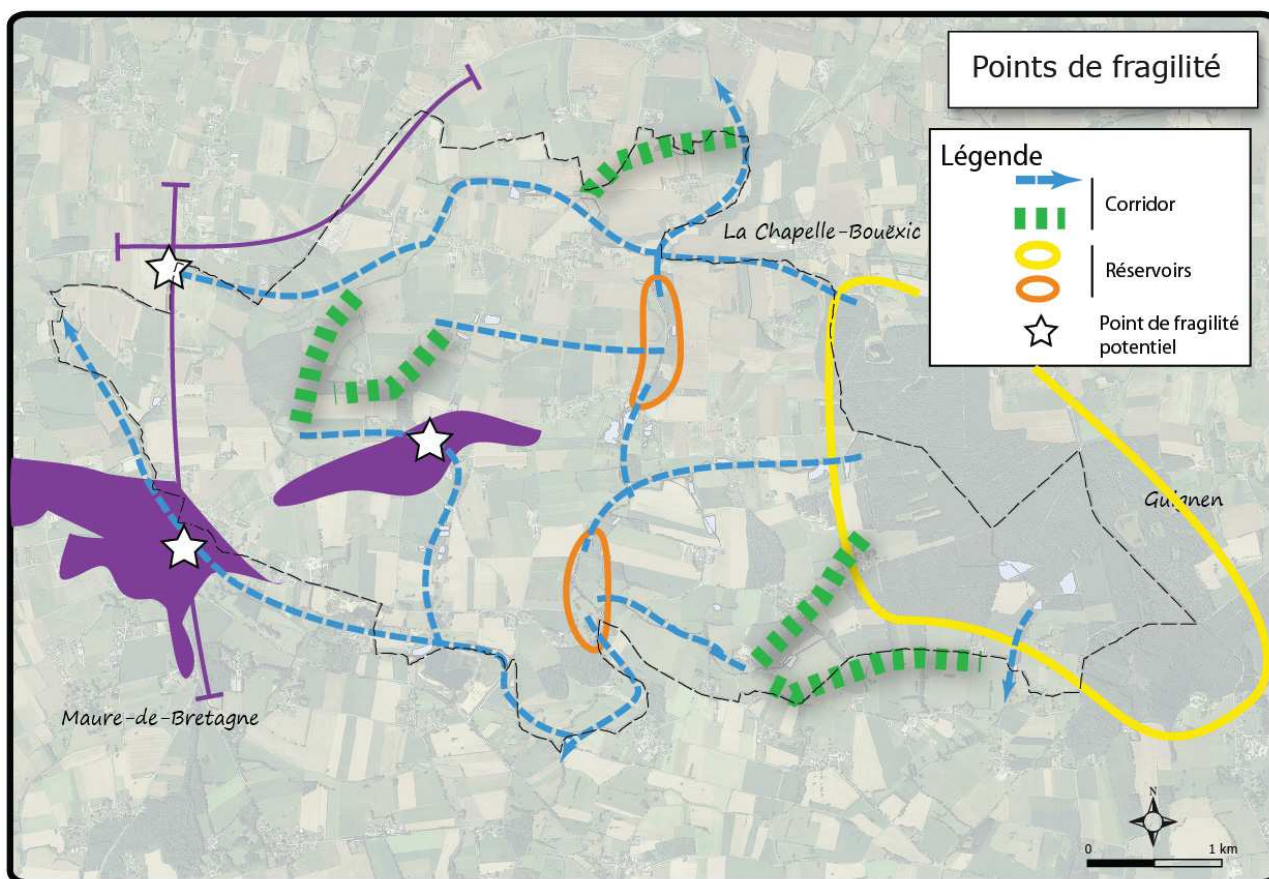 Points de fragilité
Légende
Corridor
Réservoirs
Point de fragilité
potentiel
La Chapelle-Bouëxic
Guignen
Maure-de-Bretagne
N
0 1 km